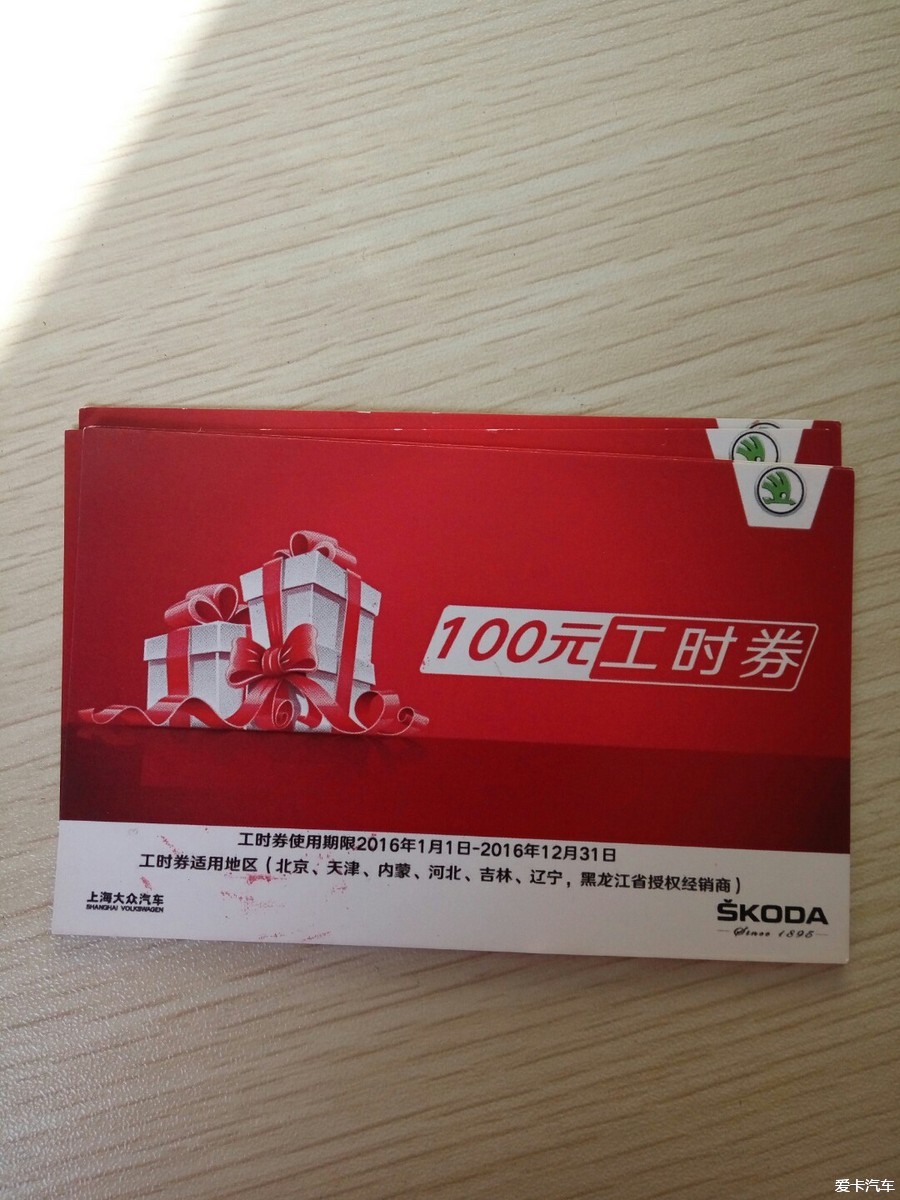 100元工时券
工时券使用期限2016年1月1日-2016年12月31日
工时券适用地区（北京、天津、内蒙、河北、吉林、辽宁，黑龙江省授权经销商）
上海大众汽车
SHANGHAI VOLKSWAGEN
ŠKODA
Since 1895
爱卡汽车